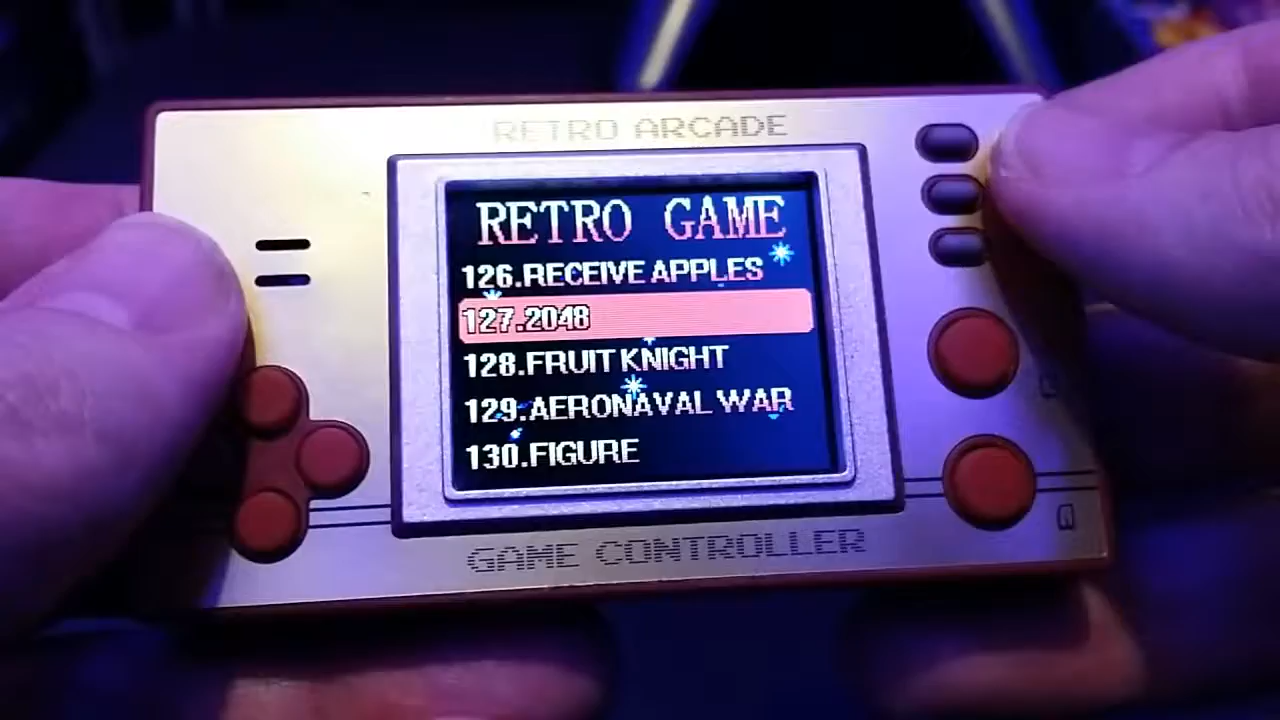 RETRO ARCADE
RETRO GAME
126.RECEIVE APPLES
127.2048
128.FRUIT KNIGHT
129.AERONAVAL WAR
130.FIGURE
GAME CONTROLLER